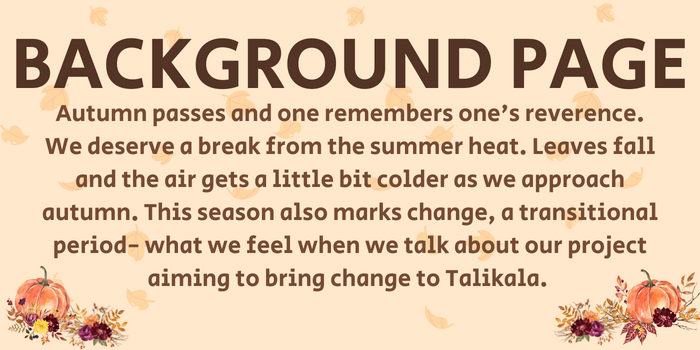 BACKGROUND PAGE
Autumn passes and one remembers one's reverence.
We deserve a break from the summer heat. Leaves fall
and the air gets a little bit colder as we approach
autumn. This season also marks change, a transitional
period- what we feel when we talk about our project
aiming to bring change to Talikala.